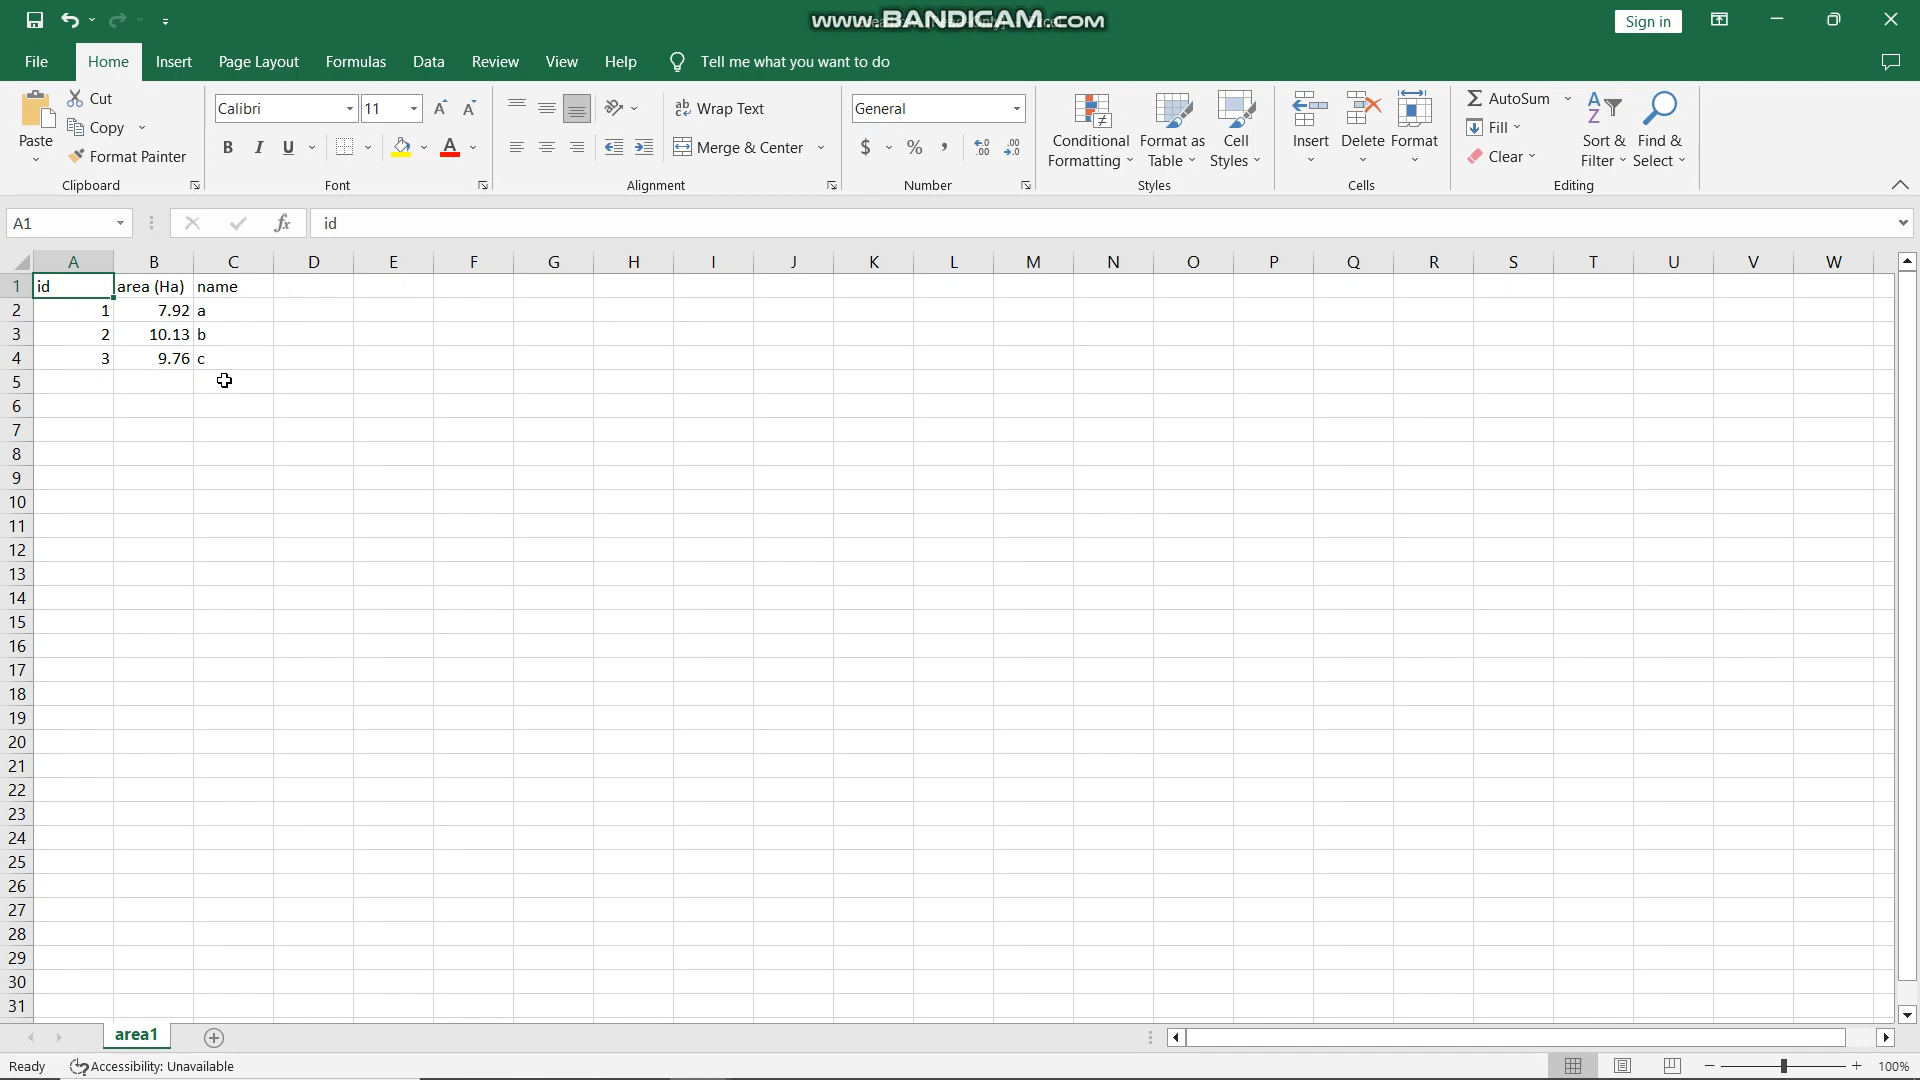 www.BANDICAM.com
Sign in
File Home Insert Page Layout Formulas Data Review View Help Tell me what you want to do
Paste
Cut
Copy
Format Painter
Clipboard
Calibri 11
B I U
Font
Wrap Text
Merge & Center
Alignment
General
$ % ,
Number
Conditional Formatting
Format as Table
Cell Styles
Styles
Insert
Delete
Format
Cells
AutoSum
Fill
Clear
Sort & Filter
Find & Select
Editing
A1 fx id
A B C D E F G H I J K L M N O P Q R S T U V W
1 id area (Ha) name
2 1 7.92 a
3 2 10.13 b
4 3 9.76 c
5
6
7
8
9
10
11
12
13
14
15
16
17
18
19
20
21
22
23
24
25
26
27
28
29
30
31
area1
Ready Accessibility: Unavailable 100%